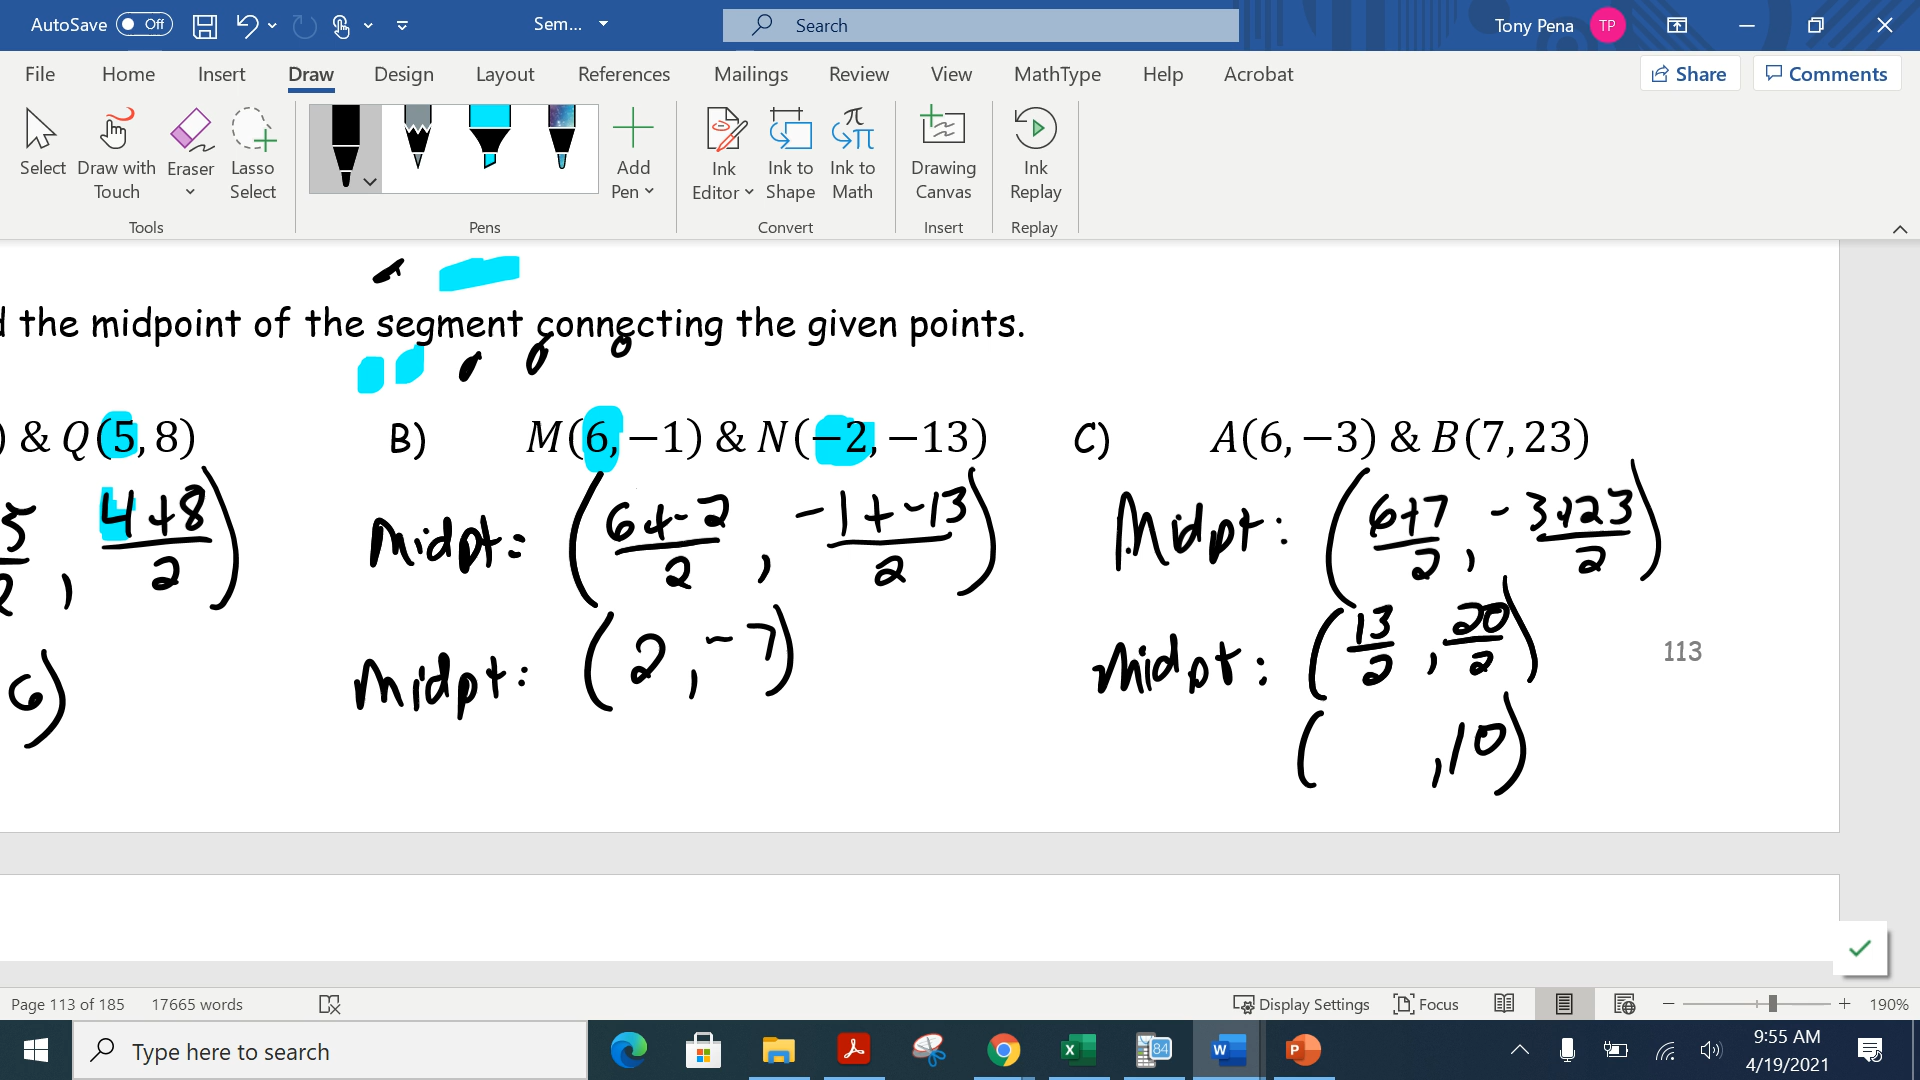 AutoSave Off Sem... Search Tony Pena TP
File Home Insert Draw Design Layout References Mailings Review View MathType Help Acrobat Share Comments
Select Draw with Touch Eraser Lasso Select Add Pen Ink Editor Ink to Shape Ink to Math Drawing Canvas Ink Replay
Tools Pens Convert Insert Replay
the midpoint of the segment connecting the given points.
) & Q(5, 8) B) M(6, −1) & N(−2, −13) C) A(6, −3) & B(7, 23)
5/2 , 4+8/2) Midpt= (6+-2/2 , -1+-13/2) Midpt: (6+7/2 , -3+23/2)
6) Midpt: (2, -7) Midpt: (13/2 , 20/2) 113
( , 10)
Page 113 of 185 17665 words Display Settings Focus 190%
Type here to search 84 9:55 AM
4/19/2021